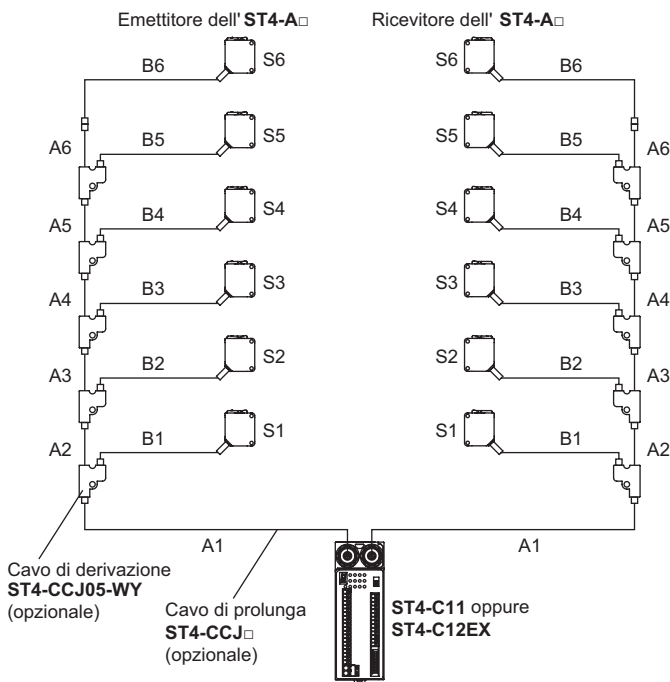 Emettitore dell' ST4-A□ Ricevitore dell' ST4-A□
B6 S6 S6 B6
A6 B5 S5 S5 B5 A6
A5 B4 S4 S4 B4 A5
A4 B3 S3 S3 B3 A4
A3 B2 S2 S2 B2 A3
A2 B1 S1 S1 B1 A2
A1 A1
Cavo di derivazione
ST4-CCJ05-WY
(opzionale)
Cavo di prolunga
ST4-CCJ□
(opzionale)
ST4-C11 oppure
ST4-C12EX